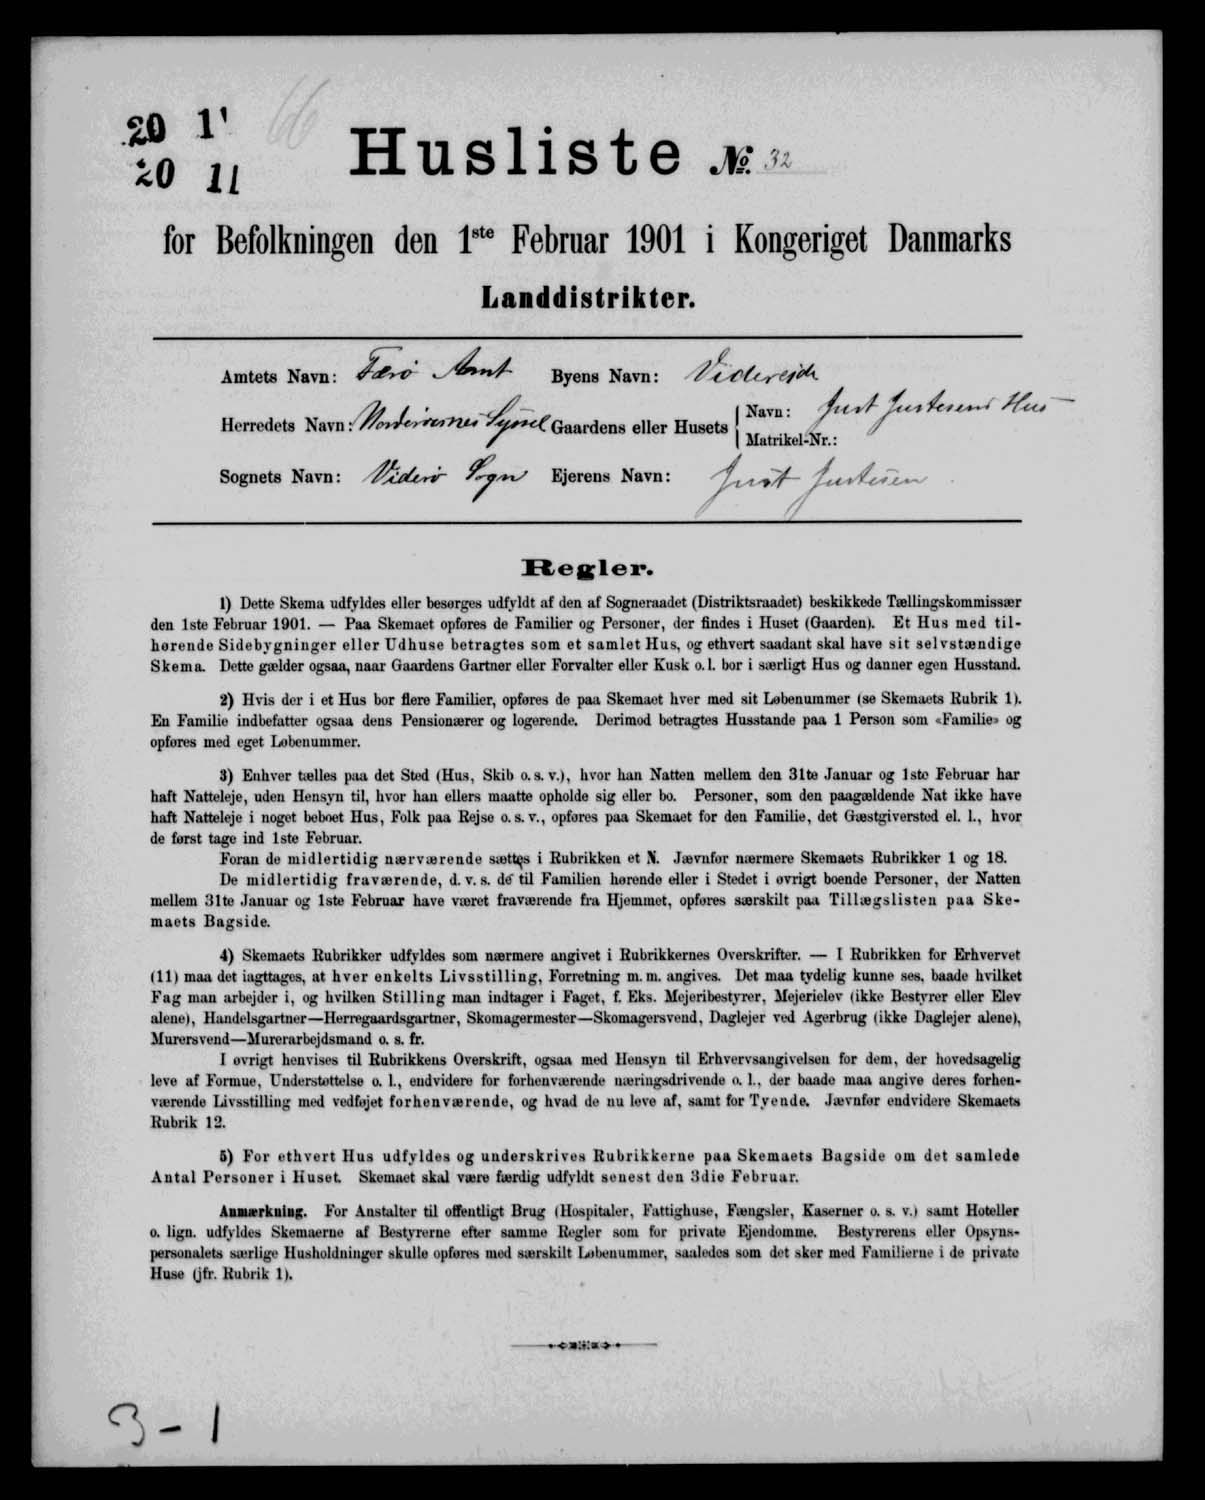 20 1'
66
20 11
Husliste № 32
for Befolkningen den 1ste Februar 1901 i Kongeriget Danmarks
Landdistrikter.
Amtets Navn: Færø Amt Byens Navn: Videreide
Herredets Navn: Norderøernes Syssel Gaardens eller Husets Navn: Just Justesens Hus
Matrikel-Nr.:
Sognets Navn: Viderø Sogn Ejerens Navn: Just Justesen
Regler.
1) Dette Skema udfyldes eller besørges udfyldt af den af Sogneraadet (Distriktsraadet) beskikkede Tællingskommissær
den 1ste Februar 1901. — Paa Skemaet opføres de Familier og Personer, der findes i Huset (Gaarden). Et Hus med til-
hørende Sidebygninger eller Udhuse betragtes som et samlet Hus, og ethvert saadant skal have sit selvstændige
Skema. Dette gælder ogsaa, naar Gaardens Gartner eller Forvalter eller Kusk o. l. bor i særligt Hus og danner egen Husstand.
2) Hvis der i et Hus bor flere Familier, opføres de paa Skemaet hver med sit Løbenummer (se Skemaets Rubrik 1).
En Familie indbefatter ogsaa dens Pensionærer og logerende. Derimod betragtes Husstande paa 1 Person som «Familie» og
opføres med eget Løbenummer.
3) Enhver tælles paa det Sted (Hus, Skib o. s. v.), hvor han Natten mellem den 31te Januar og 1ste Februar har
haft Natteleje, uden Hensyn til, hvor han ellers maatte opholde sig eller bo. Personer, som den paagældende Nat ikke have
haft Natteleje i noget beboet Hus, Folk paa Rejse o. s. v., opføres paa Skemaet for den Familie, det Gæstgiversted el. l., hvor
de først tage ind 1ste Februar.
Foran de midlertidig nærværende sættes i Rubrikken et N. Jævnfør nærmere Skemaets Rubrikker 1 og 18.
De midlertidig fraværende, d. v. s. de til Familien hørende eller i Stedet i øvrigt boende Personer, der Natten
mellem 31te Januar og 1ste Februar have været fraværende fra Hjemmet, opføres særskilt paa Tillægslisten paa Ske-
maets Bagside.
4) Skemaets Rubrikker udfyldes som nærmere angivet i Rubrikkernes Overskrifter. — I Rubrikken for Erhvervet
(11) maa det iagttages, at hver enkelts Livsstilling, Forretning m. m. angives. Det maa tydelig kunne ses, baade hvilket
Fag man arbejder i, og hvilken Stilling man indtager i Faget, f. Eks. Mejeribestyrer, Mejerielev (ikke Bestyrer eller Elev
alene), Handelsgartner—Herregaardsgartner, Skomagermester—Skomagersvend, Daglejer ved Agerbrug (ikke Daglejer alene),
Murersvend—Murerarbejdsmand o. s. fr.
I øvrigt henvises til Rubrikkens Overskrift, ogsaa med Hensyn til Erhvervsangivelsen for dem, der hovedsagelig
leve af Formue, Understøttelse o. l., endvidere for forhenværende næringsdrivende o. l., der baade maa angive deres forhen-
værende Livsstilling med vedføjet forhenværende, og hvad de nu leve af, samt for Tyende. Jævnfør endvidere Skemaets
Rubrik 12.
5) For ethvert Hus udfyldes og underskrives Rubrikkerne paa Skemaets Bagside om det samlede
Antal Personer i Huset. Skemaet skal være færdig udfyldt senest den 3die Februar.
Anmærkning. For Anstalter til offentligt Brug (Hospitaler, Fattighuse, Fængsler, Kaserner o. s. v.) samt Hoteller
o. lign. udfyldes Skemaerne af Bestyrerne efter samme Regler som for private Ejendomme. Bestyrerens eller Opsyns-
personalets særlige Husholdninger skulle opføres med særskilt Løbenummer, saaledes som det sker med Familierne i de private
Huse (jfr. Rubrik 1).
3-1